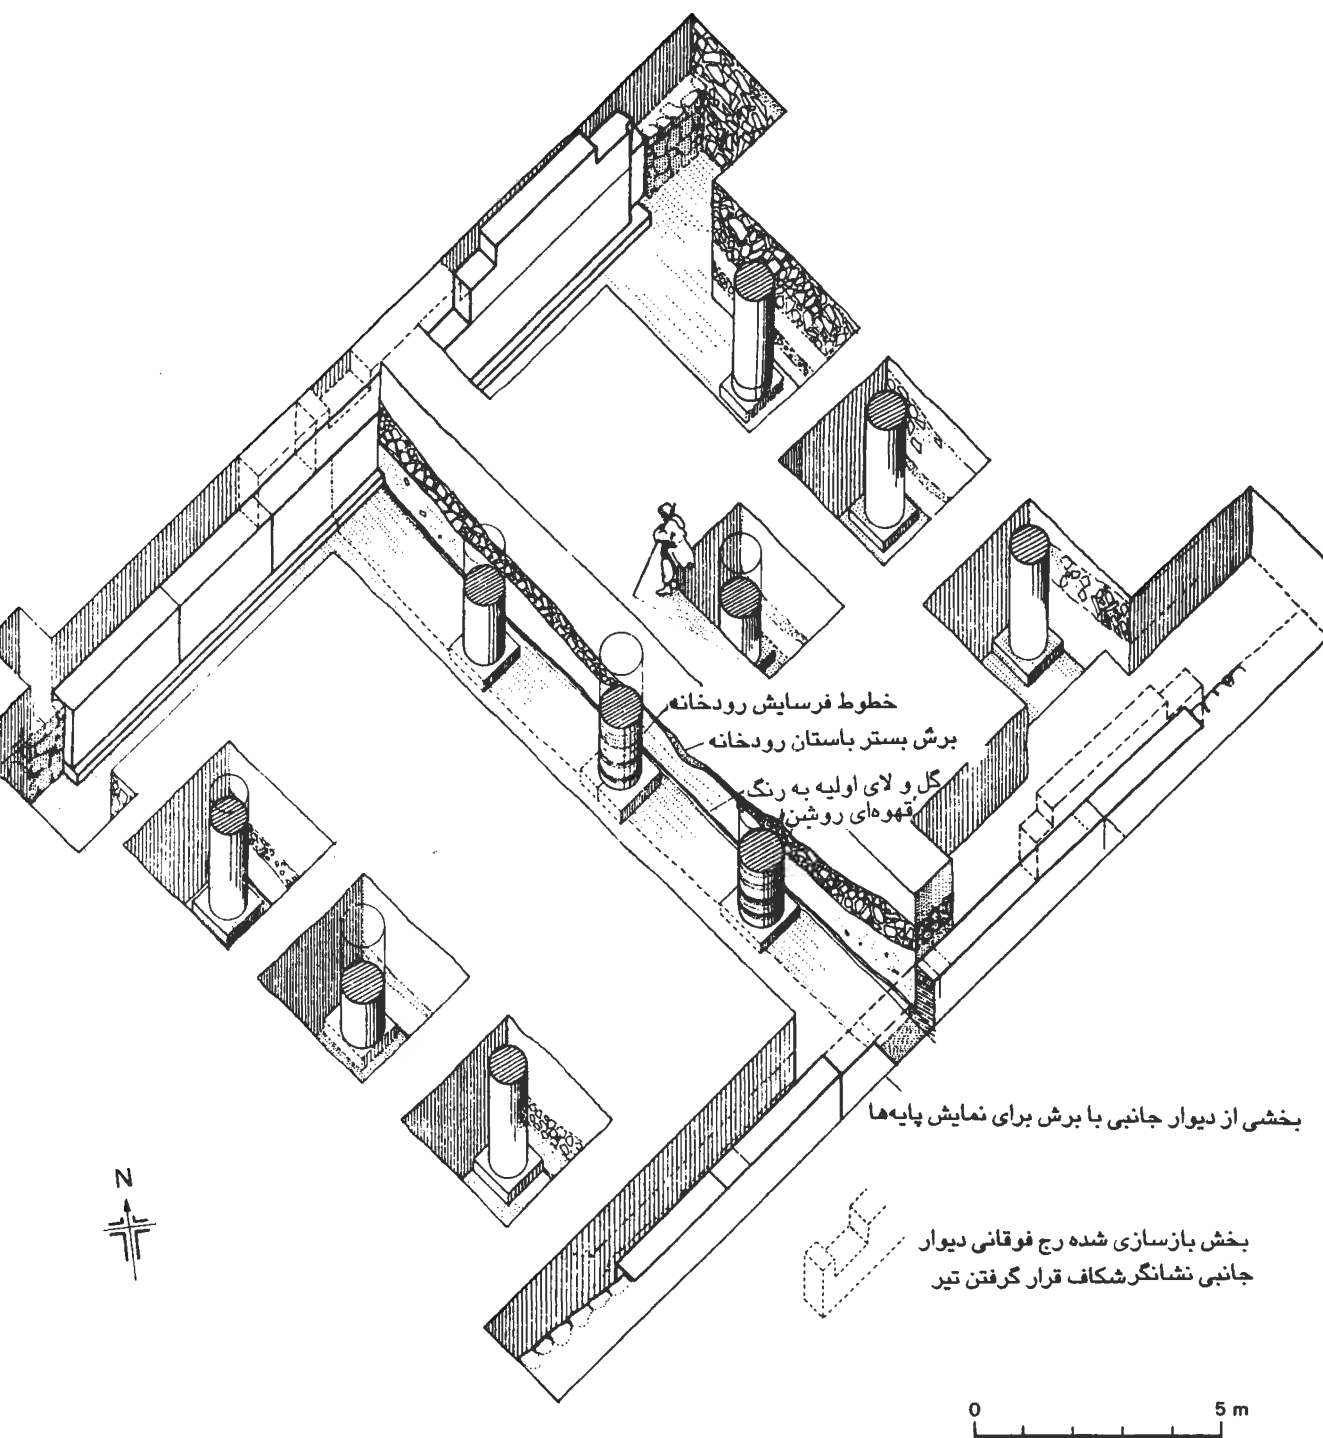 خطوط فرسایش رودخانه
برش بستر باستان رودخانه
گل و لای اولیه به رنگ
قهوه‌ای روشن
بخشی از دیوار جانبی با برش برای نمایش پایه‌ها
N
بخش بازسازی شده رج فوقانی دیوار
جانبی نشانگر شکاف قرار گرفتن تیر
0 5 m